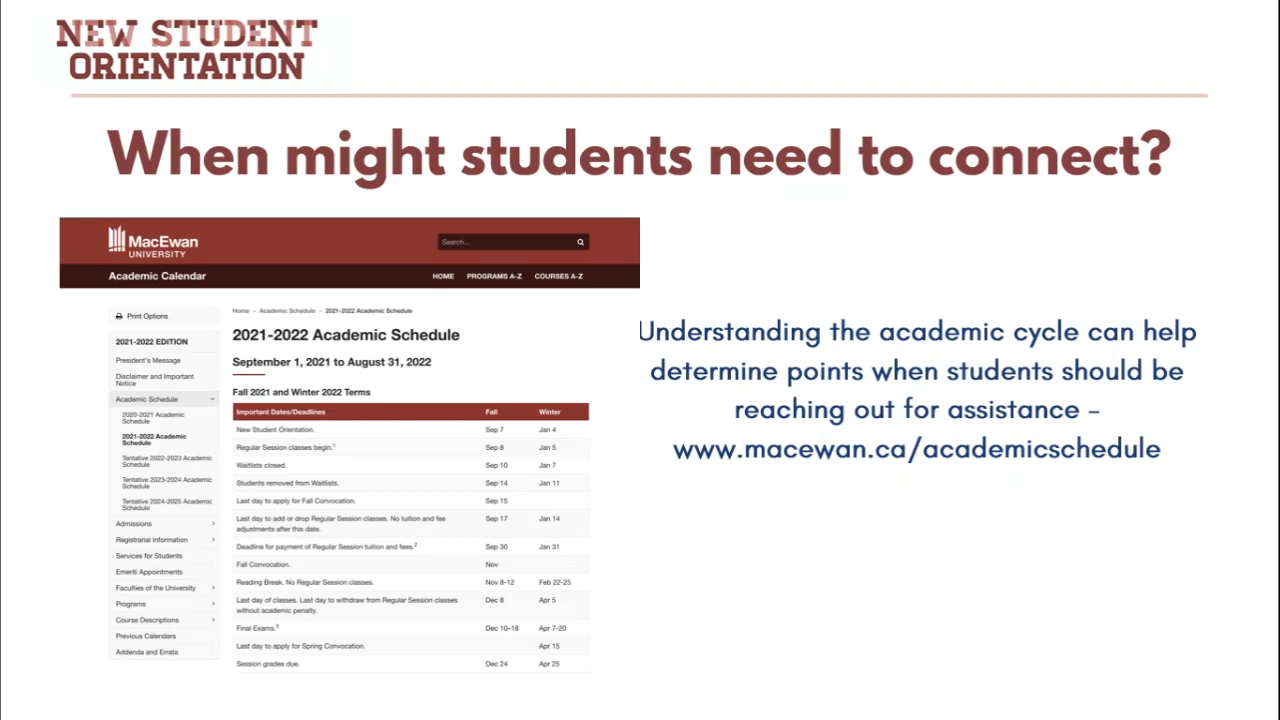 NEW STUDENT
ORIENTATION
When might students need to connect?
MacEwan
UNIVERSITY
Search...
Academic Calendar
HOME PROGRAMS A-Z COURSES A-Z
Print Options
2021-2022 EDITION
President's Message
Disclaimer and Important
Notice
Academic Schedule
2020-2021 Academic
Schedule
2021-2022 Academic
Schedule
Tentative 2022-2023 Academic
Schedule
Tentative 2023-2024 Academic
Schedule
Tentative 2024-2025 Academic
Schedule
Admissions
Registrarial Information
Services for Students
Emeriti Appointments
Faculties of the University
Programs
Course Descriptions
Previous Calendars
Addenda and Errata
Home - Academic Schedule - 2021-2022 Academic Schedule
2021-2022 Academic Schedule
September 1, 2021 to August 31, 2022
Fall 2021 and Winter 2022 Terms
Important Dates/Deadlines Fall Winter
New Student Orientation. Sep 7 Jan 4
Regular Session classes begin.1 Sep 8 Jan 5
Waitlists closed. Sep 10 Jan 7
Students removed from Waitlists. Sep 14 Jan 11
Last day to apply for Fall Convocation. Sep 15
Last day to add or drop Regular Session classes. No tuition and fee Sep 17 Jan 14
adjustments after this date.
Deadline for payment of Regular Session tuition and fees.2 Sep 30 Jan 31
Fall Convocation. Nov
Reading Break. No Regular Session classes. Nov 8-12 Feb 22-25
Last day of classes. Last day to withdraw from Regular Session classes Dec 8 Apr 5
without academic penalty.
Final Exams.3 Dec 10–18 Apr 7-20
Last day to apply for Spring Convocation. Apr 15
Session grades due. Dec 24 Apr 25
Understanding the academic cycle can help
determine points when students should be
reaching out for assistance –
www.macewan.ca/academicschedule